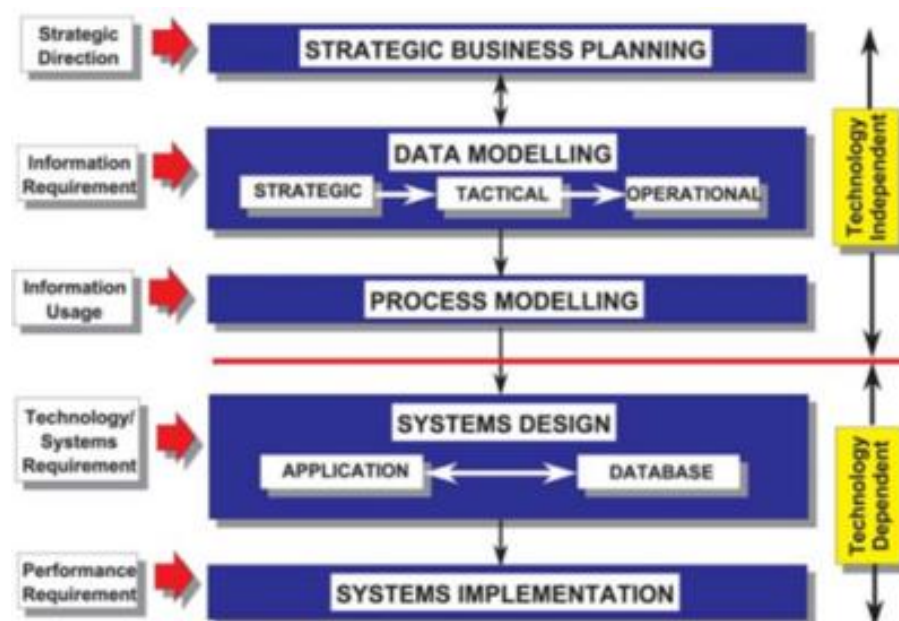 Strategic
Direction
STRATEGIC BUSINESS PLANNING
Information
Requirement
DATA MODELLING
STRATEGIC
TACTICAL
OPERATIONAL
Technology
Independent
Information
Usage
PROCESS MODELLING
Technology/
Systems
Requirement
SYSTEMS DESIGN
APPLICATION
DATABASE
Technology
Dependent
Performance
Requirement
SYSTEMS IMPLEMENTATION